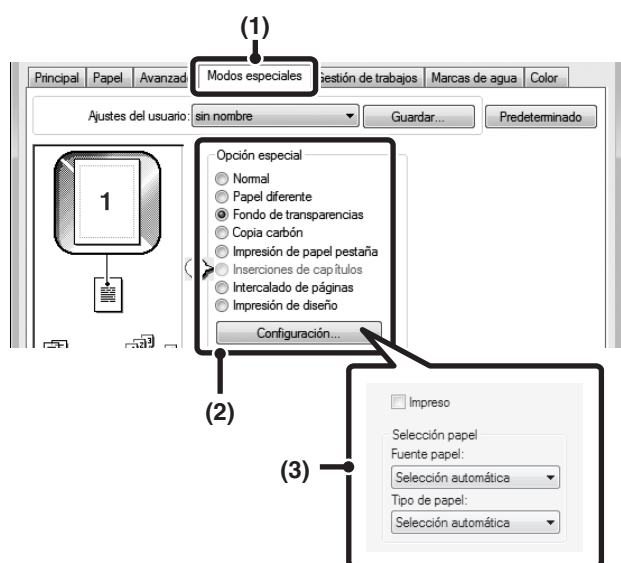 (1)
Principal Papel Avanzad Modos especiales estión de trabajos Marcas de agua Color
Ajustes del usuario: sin nombre Guardar... Predeterminado
1
Opción especial
Normal
Papel diferente
Fondo de transparencias
Copia carbón
Impresión de papel pestaña
Inserciones de capítulos
Intercalado de páginas
Impresión de diseño
Configuración...
(2)
Impreso
Selección papel
Fuente papel:
Selección automática
Tipo de papel:
Selección automática
(3)